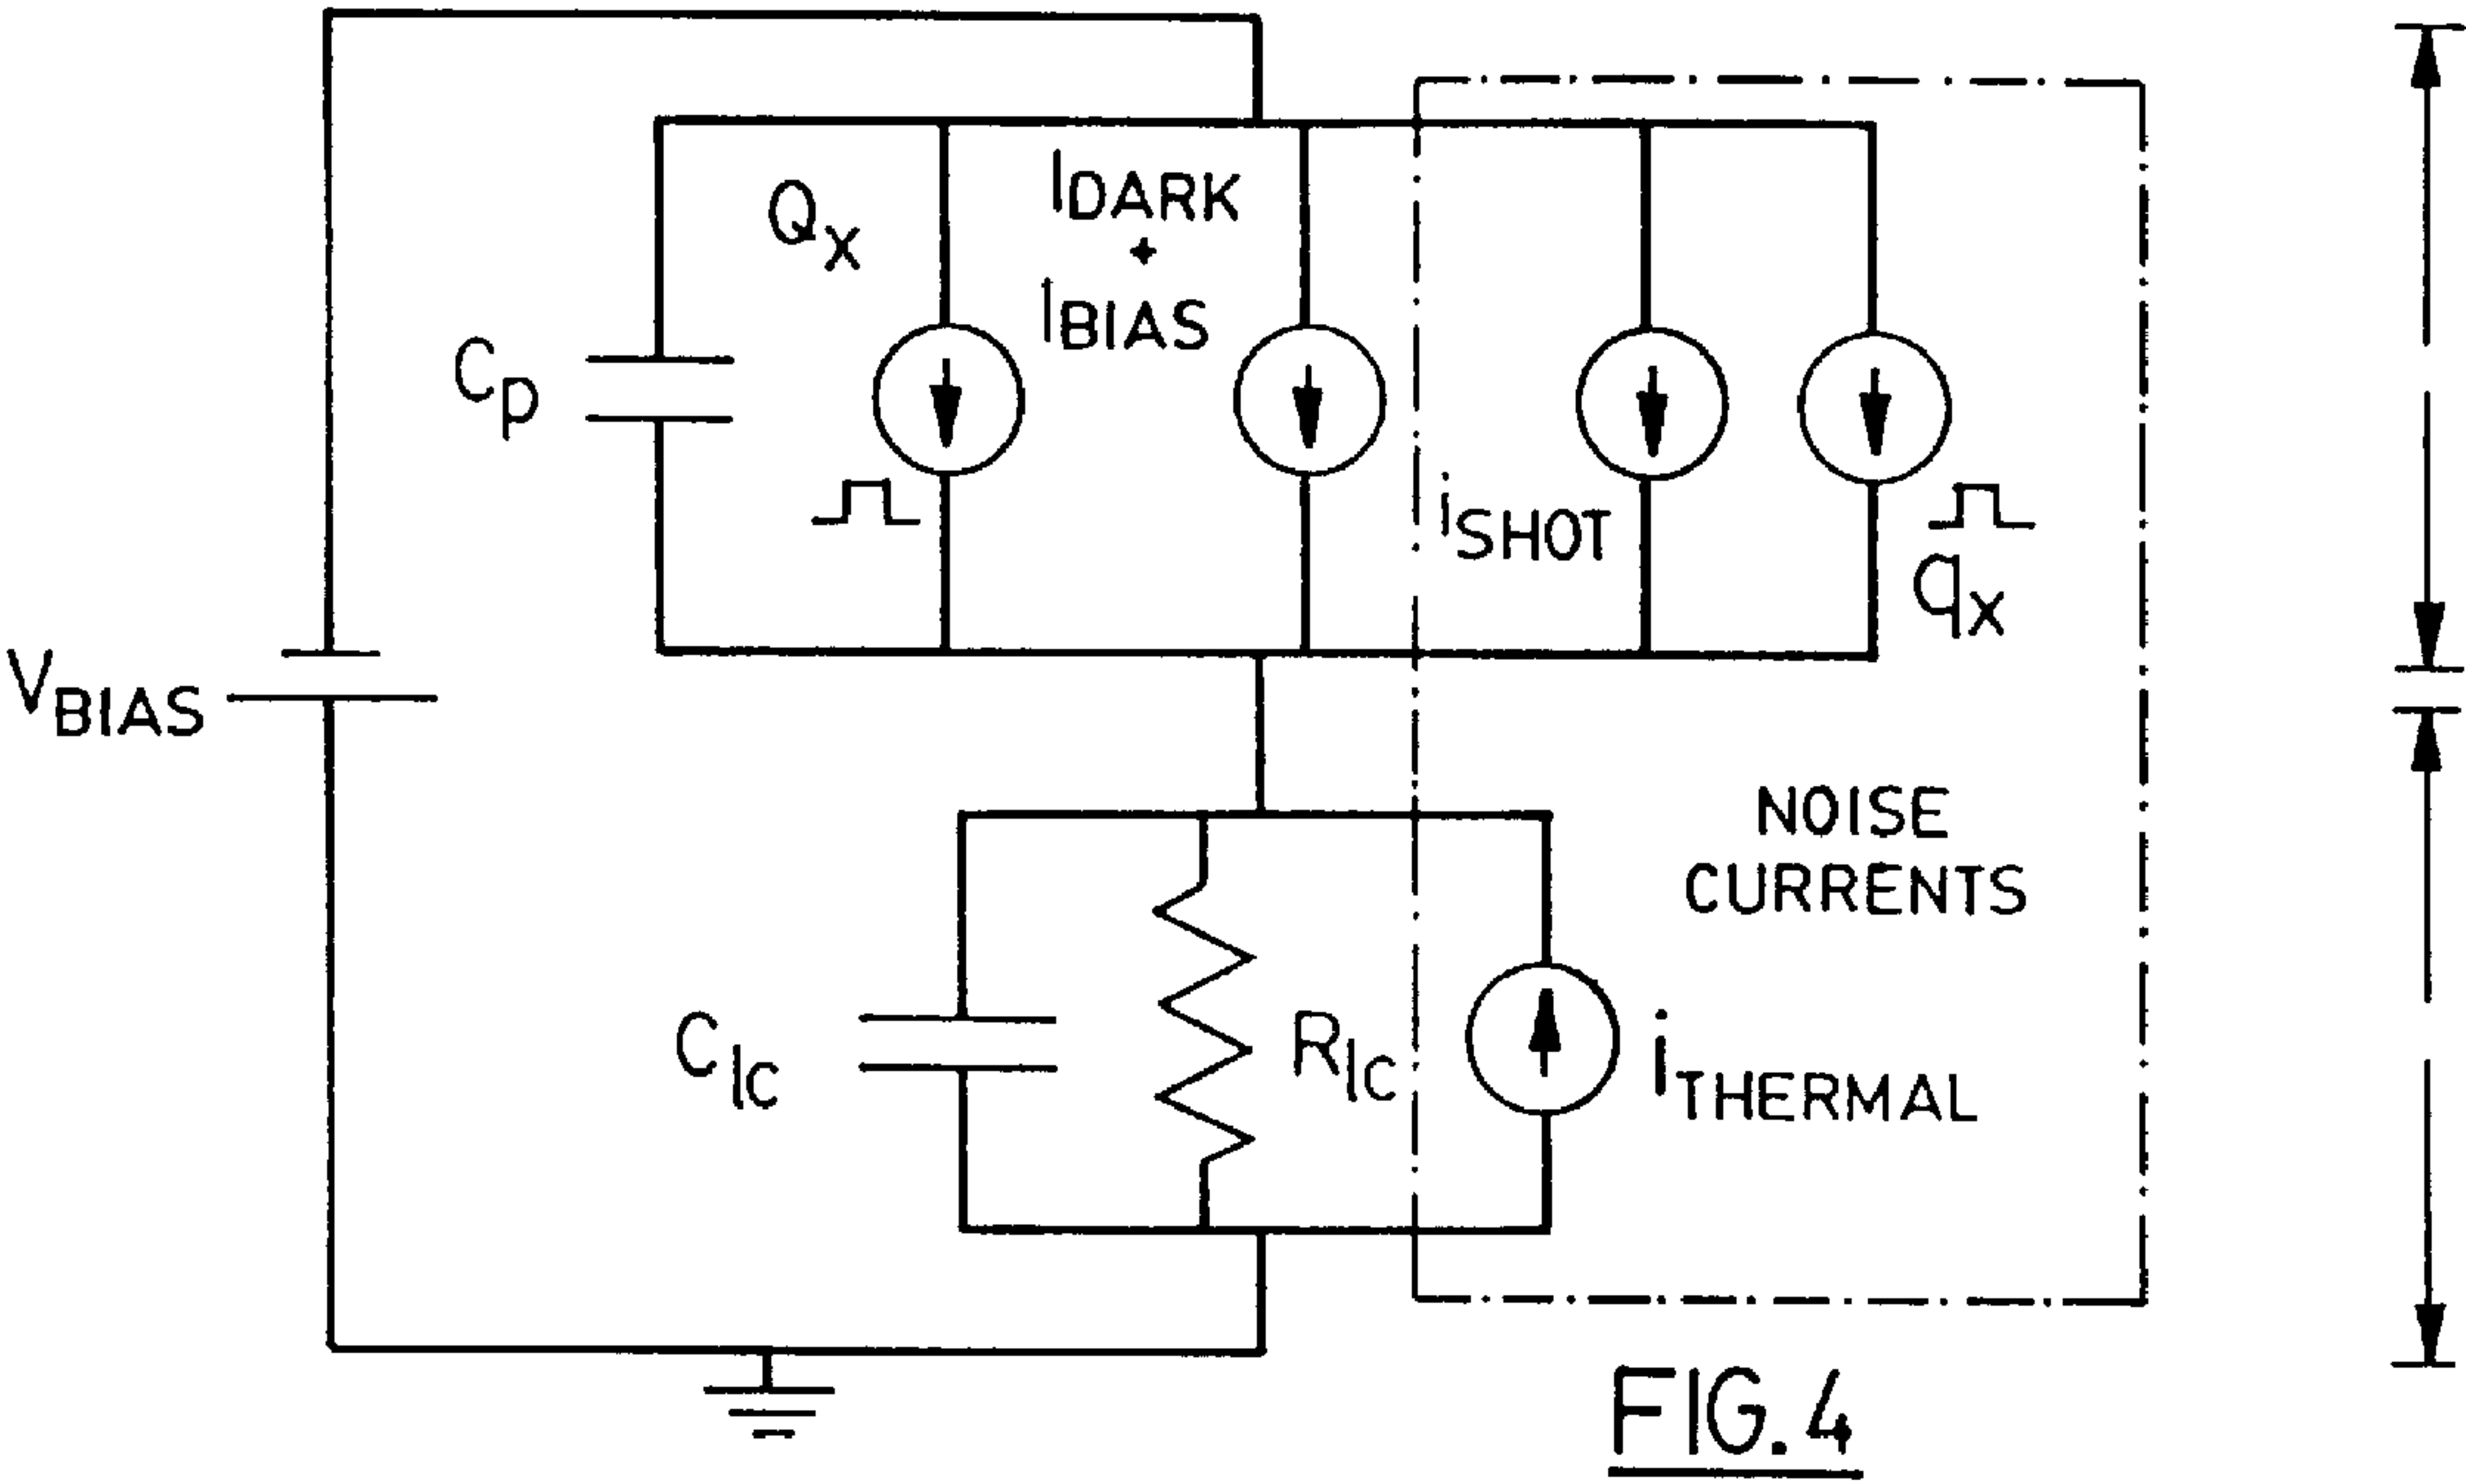 Qx
IDARK
+
IBIAS
Cp
iSHOT
qx
VBIAS
NOISE
CURRENTS
Clc
Rlc
iTHERMAL
FIG.4